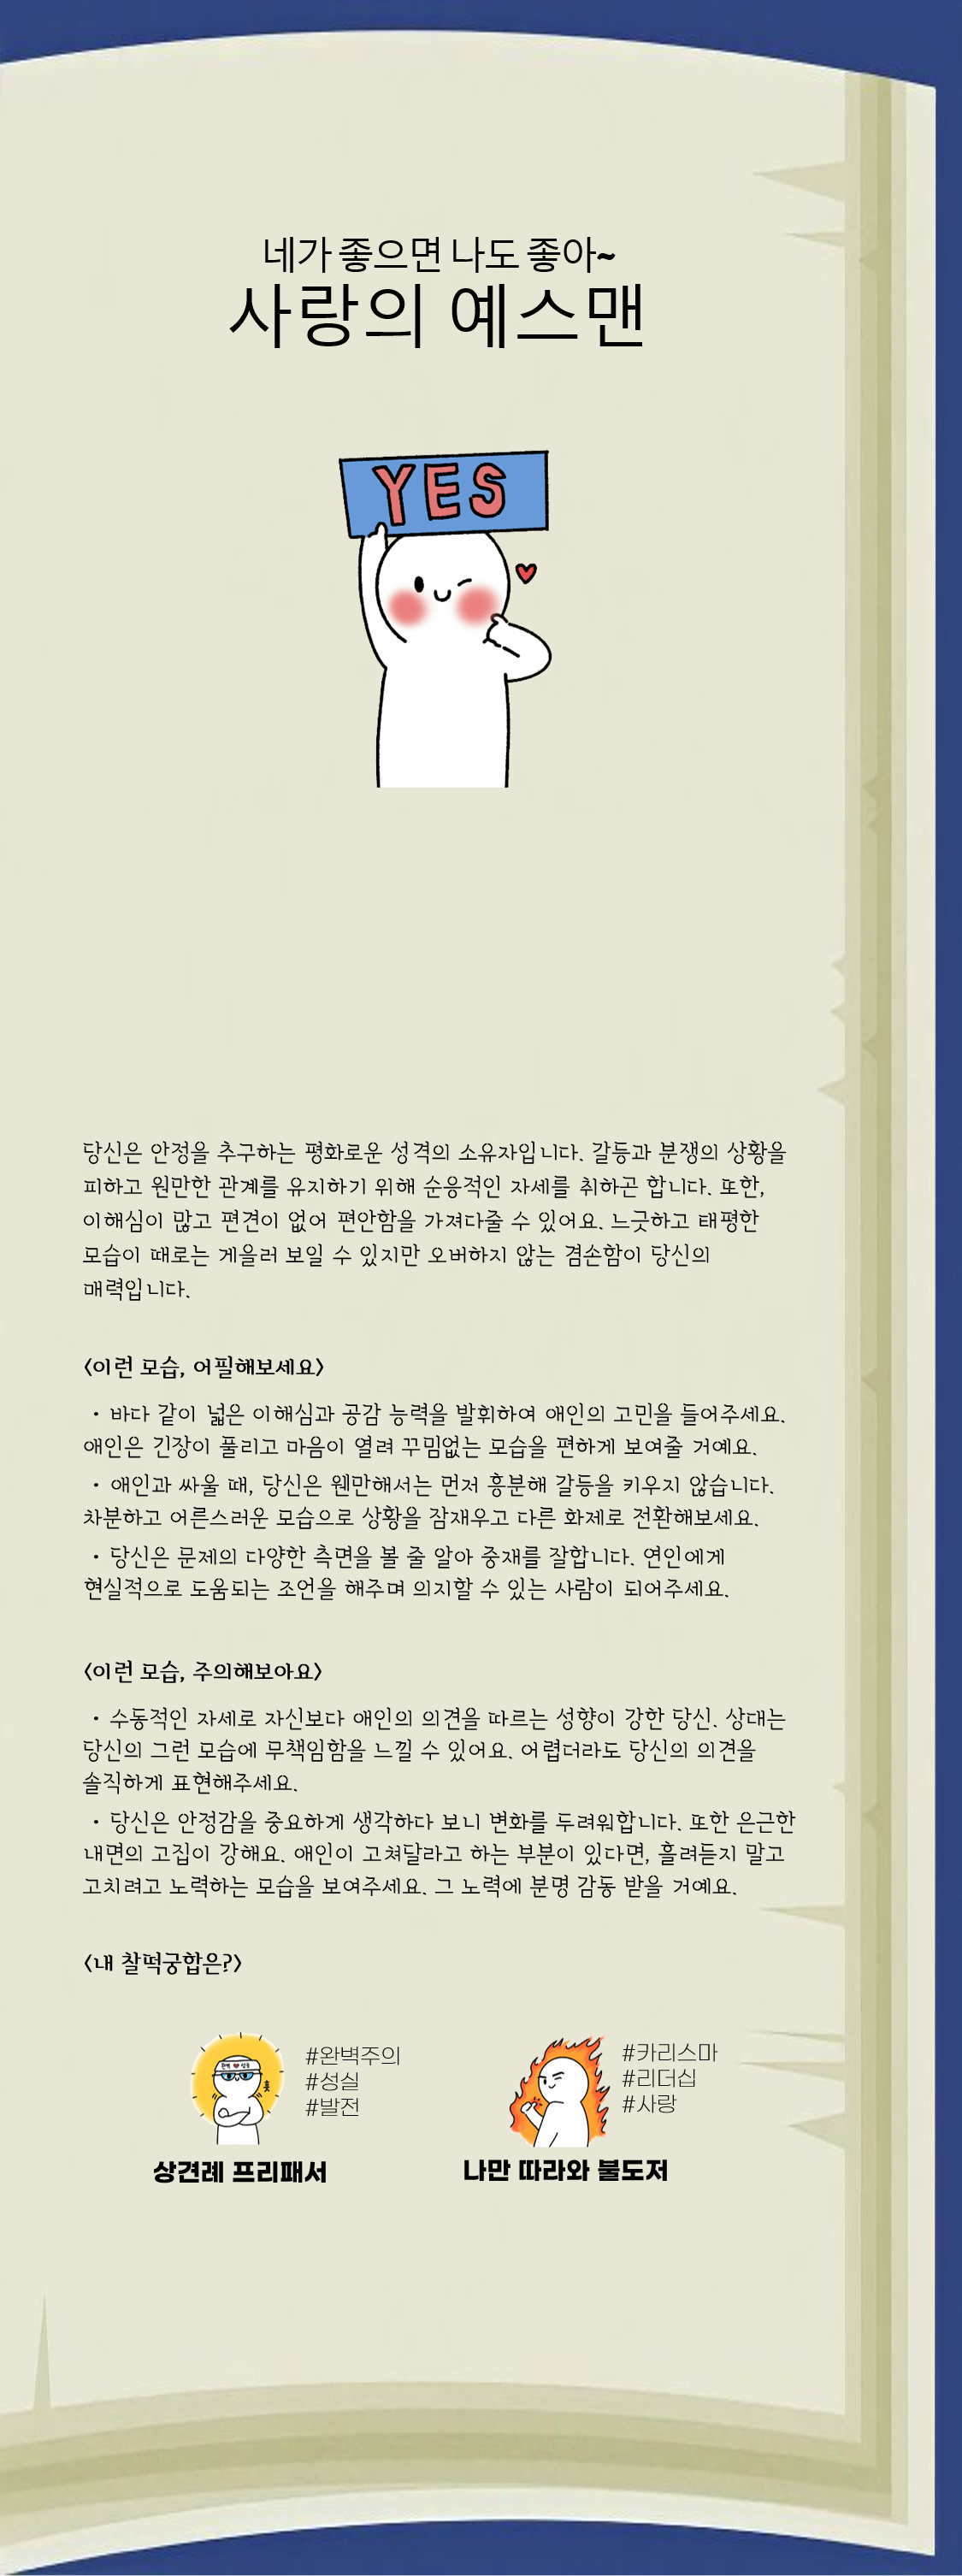 네가 좋으면 나도 좋아~
사랑의 예스맨
YES
당신은 안정을 추구하는 평화로운 성격의 소유자입니다. 갈등과 분쟁의 상황을
피하고 원만한 관계를 유지하기 위해 순응적인 자세를 취하곤 합니다. 또한,
이해심이 많고 편견이 없어 편안함을 가져다줄 수 있어요. 느긋하고 태평한
모습이 때로는 게을러 보일 수 있지만 오버하지 않는 겸손함이 당신의
매력입니다.
<이런 모습, 어필해보세요>
• 바다 같이 넓은 이해심과 공감 능력을 발휘하여 애인의 고민을 들어주세요.
애인은 긴장이 풀리고 마음이 열려 꾸밈없는 모습을 편하게 보여줄 거예요.
• 애인과 싸울 때, 당신은 웬만해서는 먼저 흥분해 갈등을 키우지 않습니다.
차분하고 어른스러운 모습으로 상황을 잠재우고 다른 화제로 전환해보세요.
• 당신은 문제의 다양한 측면을 볼 줄 알아 중재를 잘합니다. 연인에게
현실적으로 도움되는 조언을 해주며 의지할 수 있는 사람이 되어주세요.
<이런 모습, 주의해보아요>
• 수동적인 자세로 자신보다 애인의 의견을 따르는 성향이 강한 당신. 상대는
당신의 그런 모습에 무책임함을 느낄 수 있어요. 어렵더라도 당신의 의견을
솔직하게 표현해주세요.
• 당신은 안정감을 중요하게 생각하다 보니 변화를 두려워합니다. 또한 은근한
내면의 고집이 강해요. 애인이 고쳐달라고 하는 부분이 있다면, 흘려듣지 말고
고치려고 노력하는 모습을 보여주세요. 그 노력에 분명 감동 받을 거예요.
<내 찰떡궁합은?>
#완벽주의
#성실
#발전
상견례 프리패서
#카리스마
#리더십
#사랑
나만 따라와 불도저